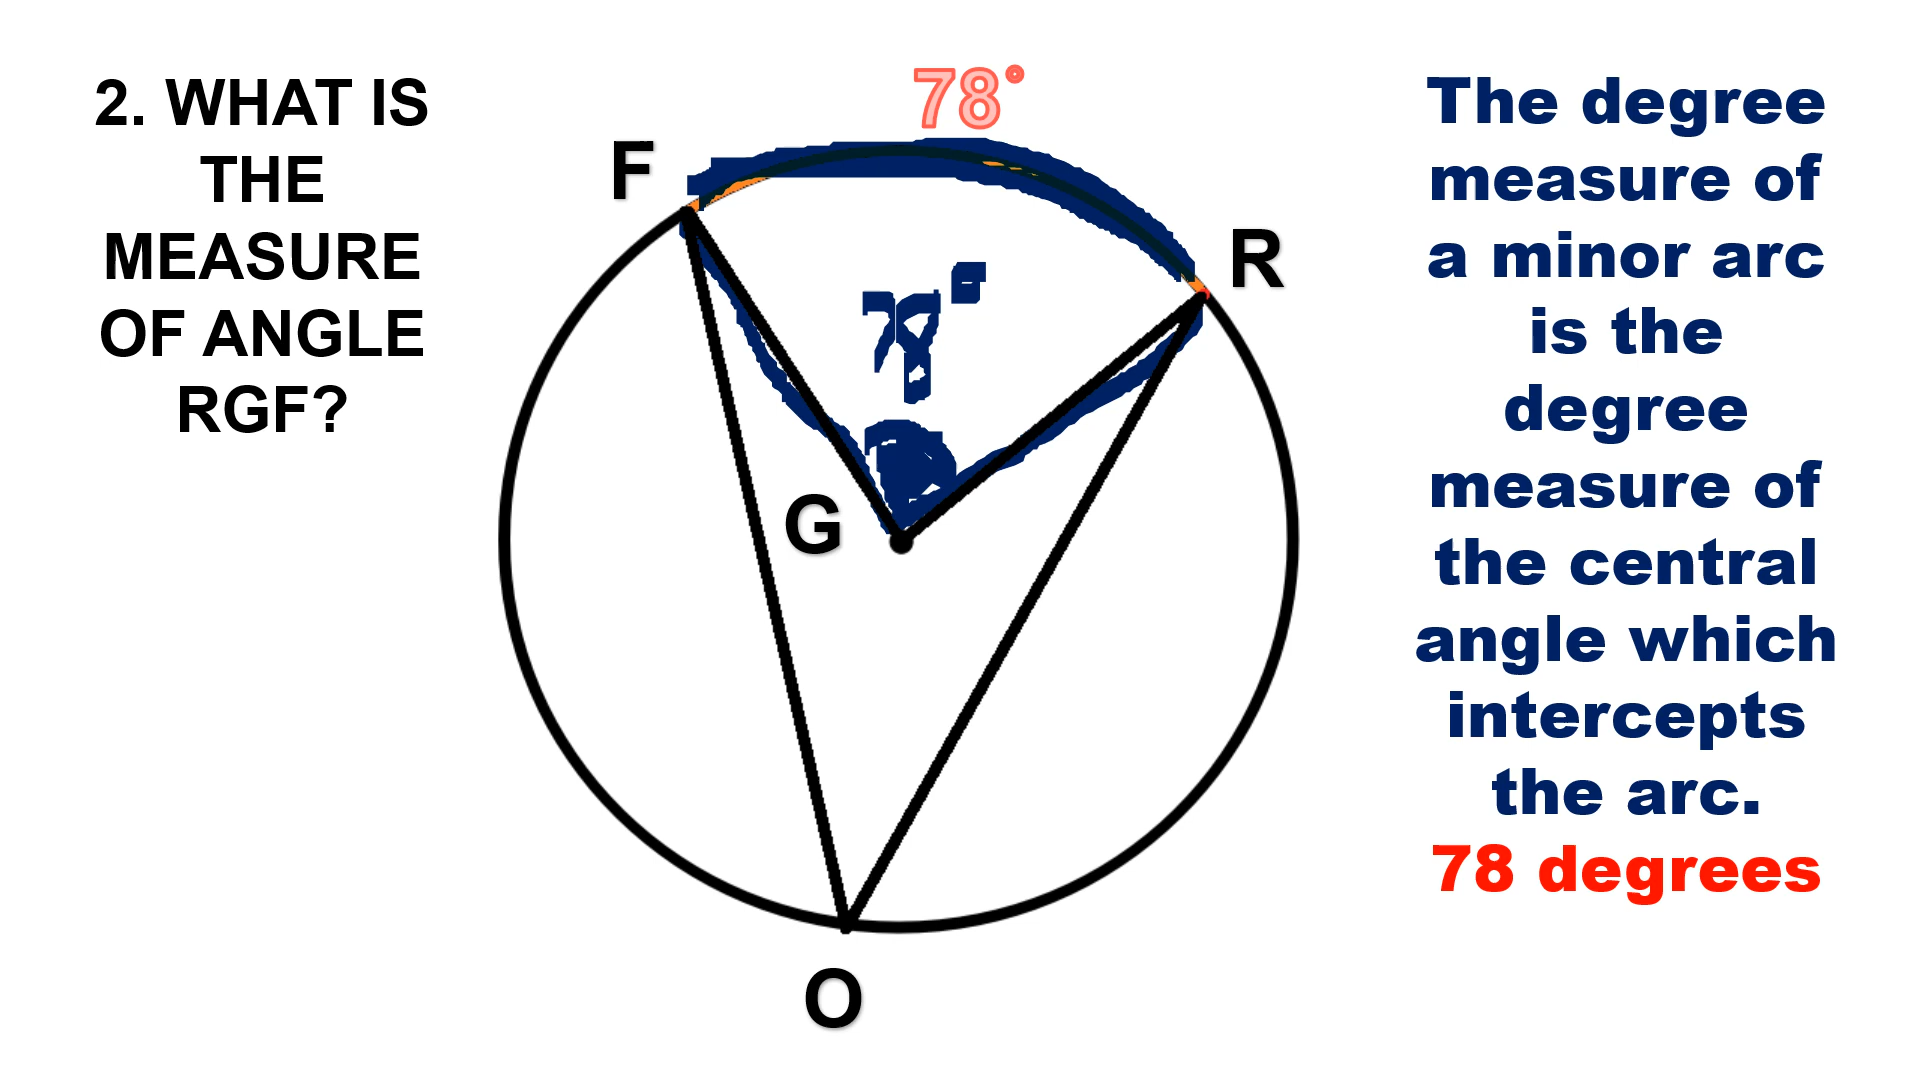 2. WHAT IS
THE
MEASURE
OF ANGLE
RGF?
78°
F
R
78°
G
O
The degree
measure of
a minor arc
is the
degree
measure of
the central
angle which
intercepts
the arc.
78 degrees